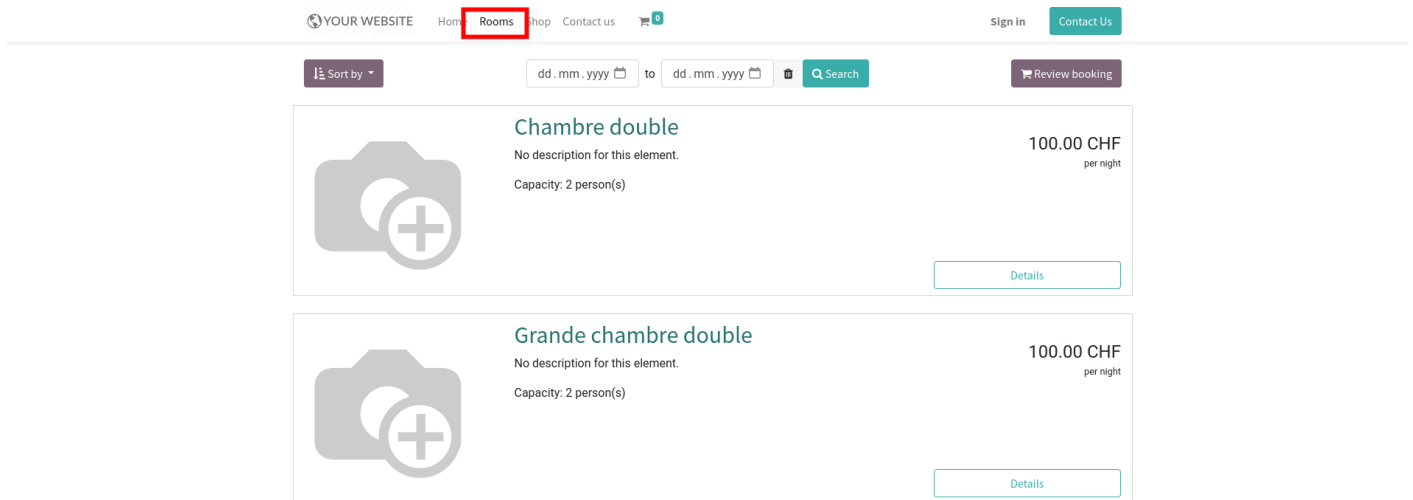 YOUR WEBSITE Home Rooms Shop Contact us 0 Sign in Contact Us
Sort by dd . mm . yyyy to dd . mm . yyyy Search Review booking
Chambre double
100.00 CHF
No description for this element.
per night
Capacity: 2 person(s)
Details
Grande chambre double
100.00 CHF
No description for this element.
per night
Capacity: 2 person(s)
Details